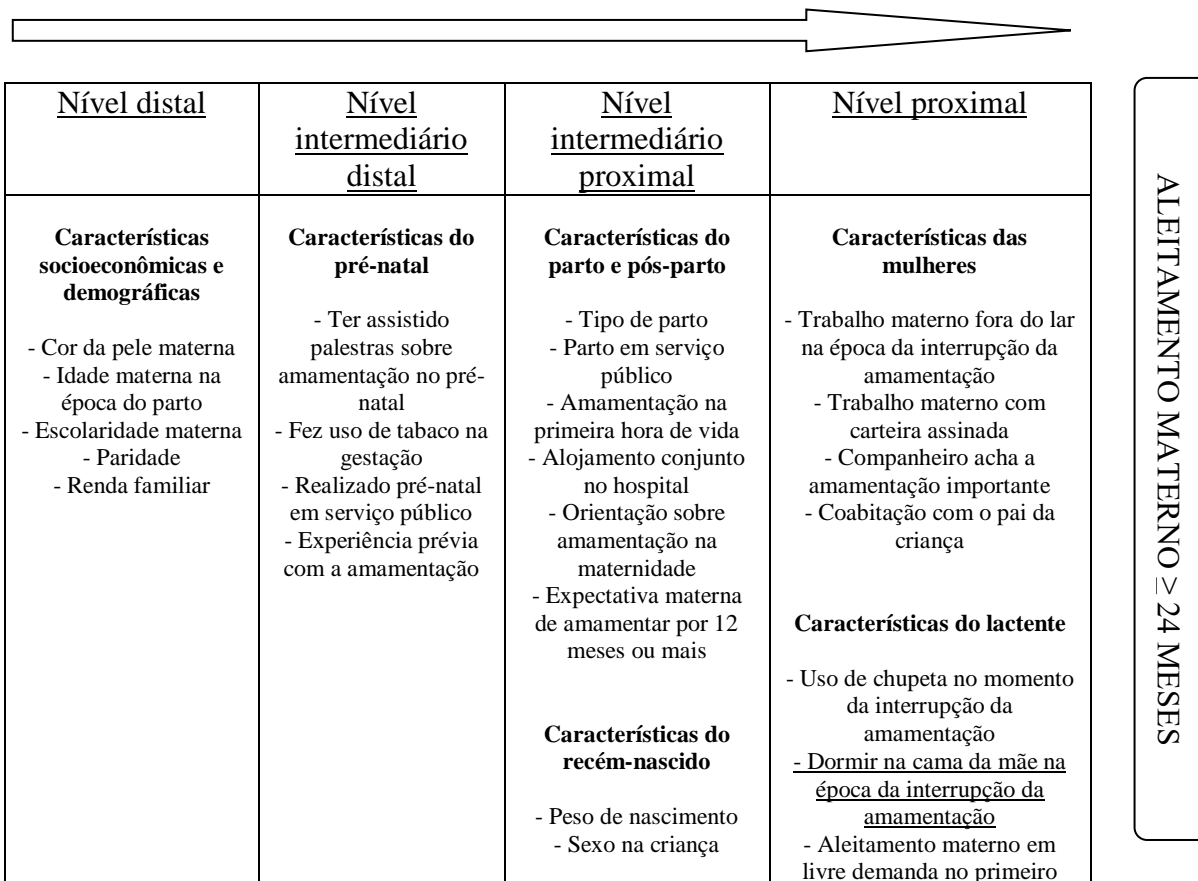 Nível distal
Nível
intermediário
distal
Nível
intermediário
proximal
Nível proximal
Características
socioeconômicas e
demográficas
- Cor da pele materna
- Idade materna na
época do parto
- Escolaridade materna
- Paridade
- Renda familiar
Características do
pré-natal
- Ter assistido
palestras sobre
amamentação no pré-
natal
- Fez uso de tabaco na
gestação
- Realizado pré-natal
em serviço público
- Experiência prévia
com a amamentação
Características do
parto e pós-parto
- Tipo de parto
- Parto em serviço
público
- Amamentação na
primeira hora de vida
- Alojamento conjunto
no hospital
- Orientação sobre
amamentação na
maternidade
- Expectativa materna
de amamentar por 12
meses ou mais
Características do
recém-nascido
- Peso de nascimento
- Sexo na criança
Características das
mulheres
- Trabalho materno fora do lar
na época da interrupção da
amamentação
- Trabalho materno com
carteira assinada
- Companheiro acha a
amamentação importante
- Coabitação com o pai da
criança
Características do lactente
- Uso de chupeta no momento
da interrupção da
amamentação
- Dormir na cama da mãe na
época da interrupção da
amamentação
- Aleitamento materno em
livre demanda no primeiro
ALEITAMENTO MATERNO ≥ 24 MESES